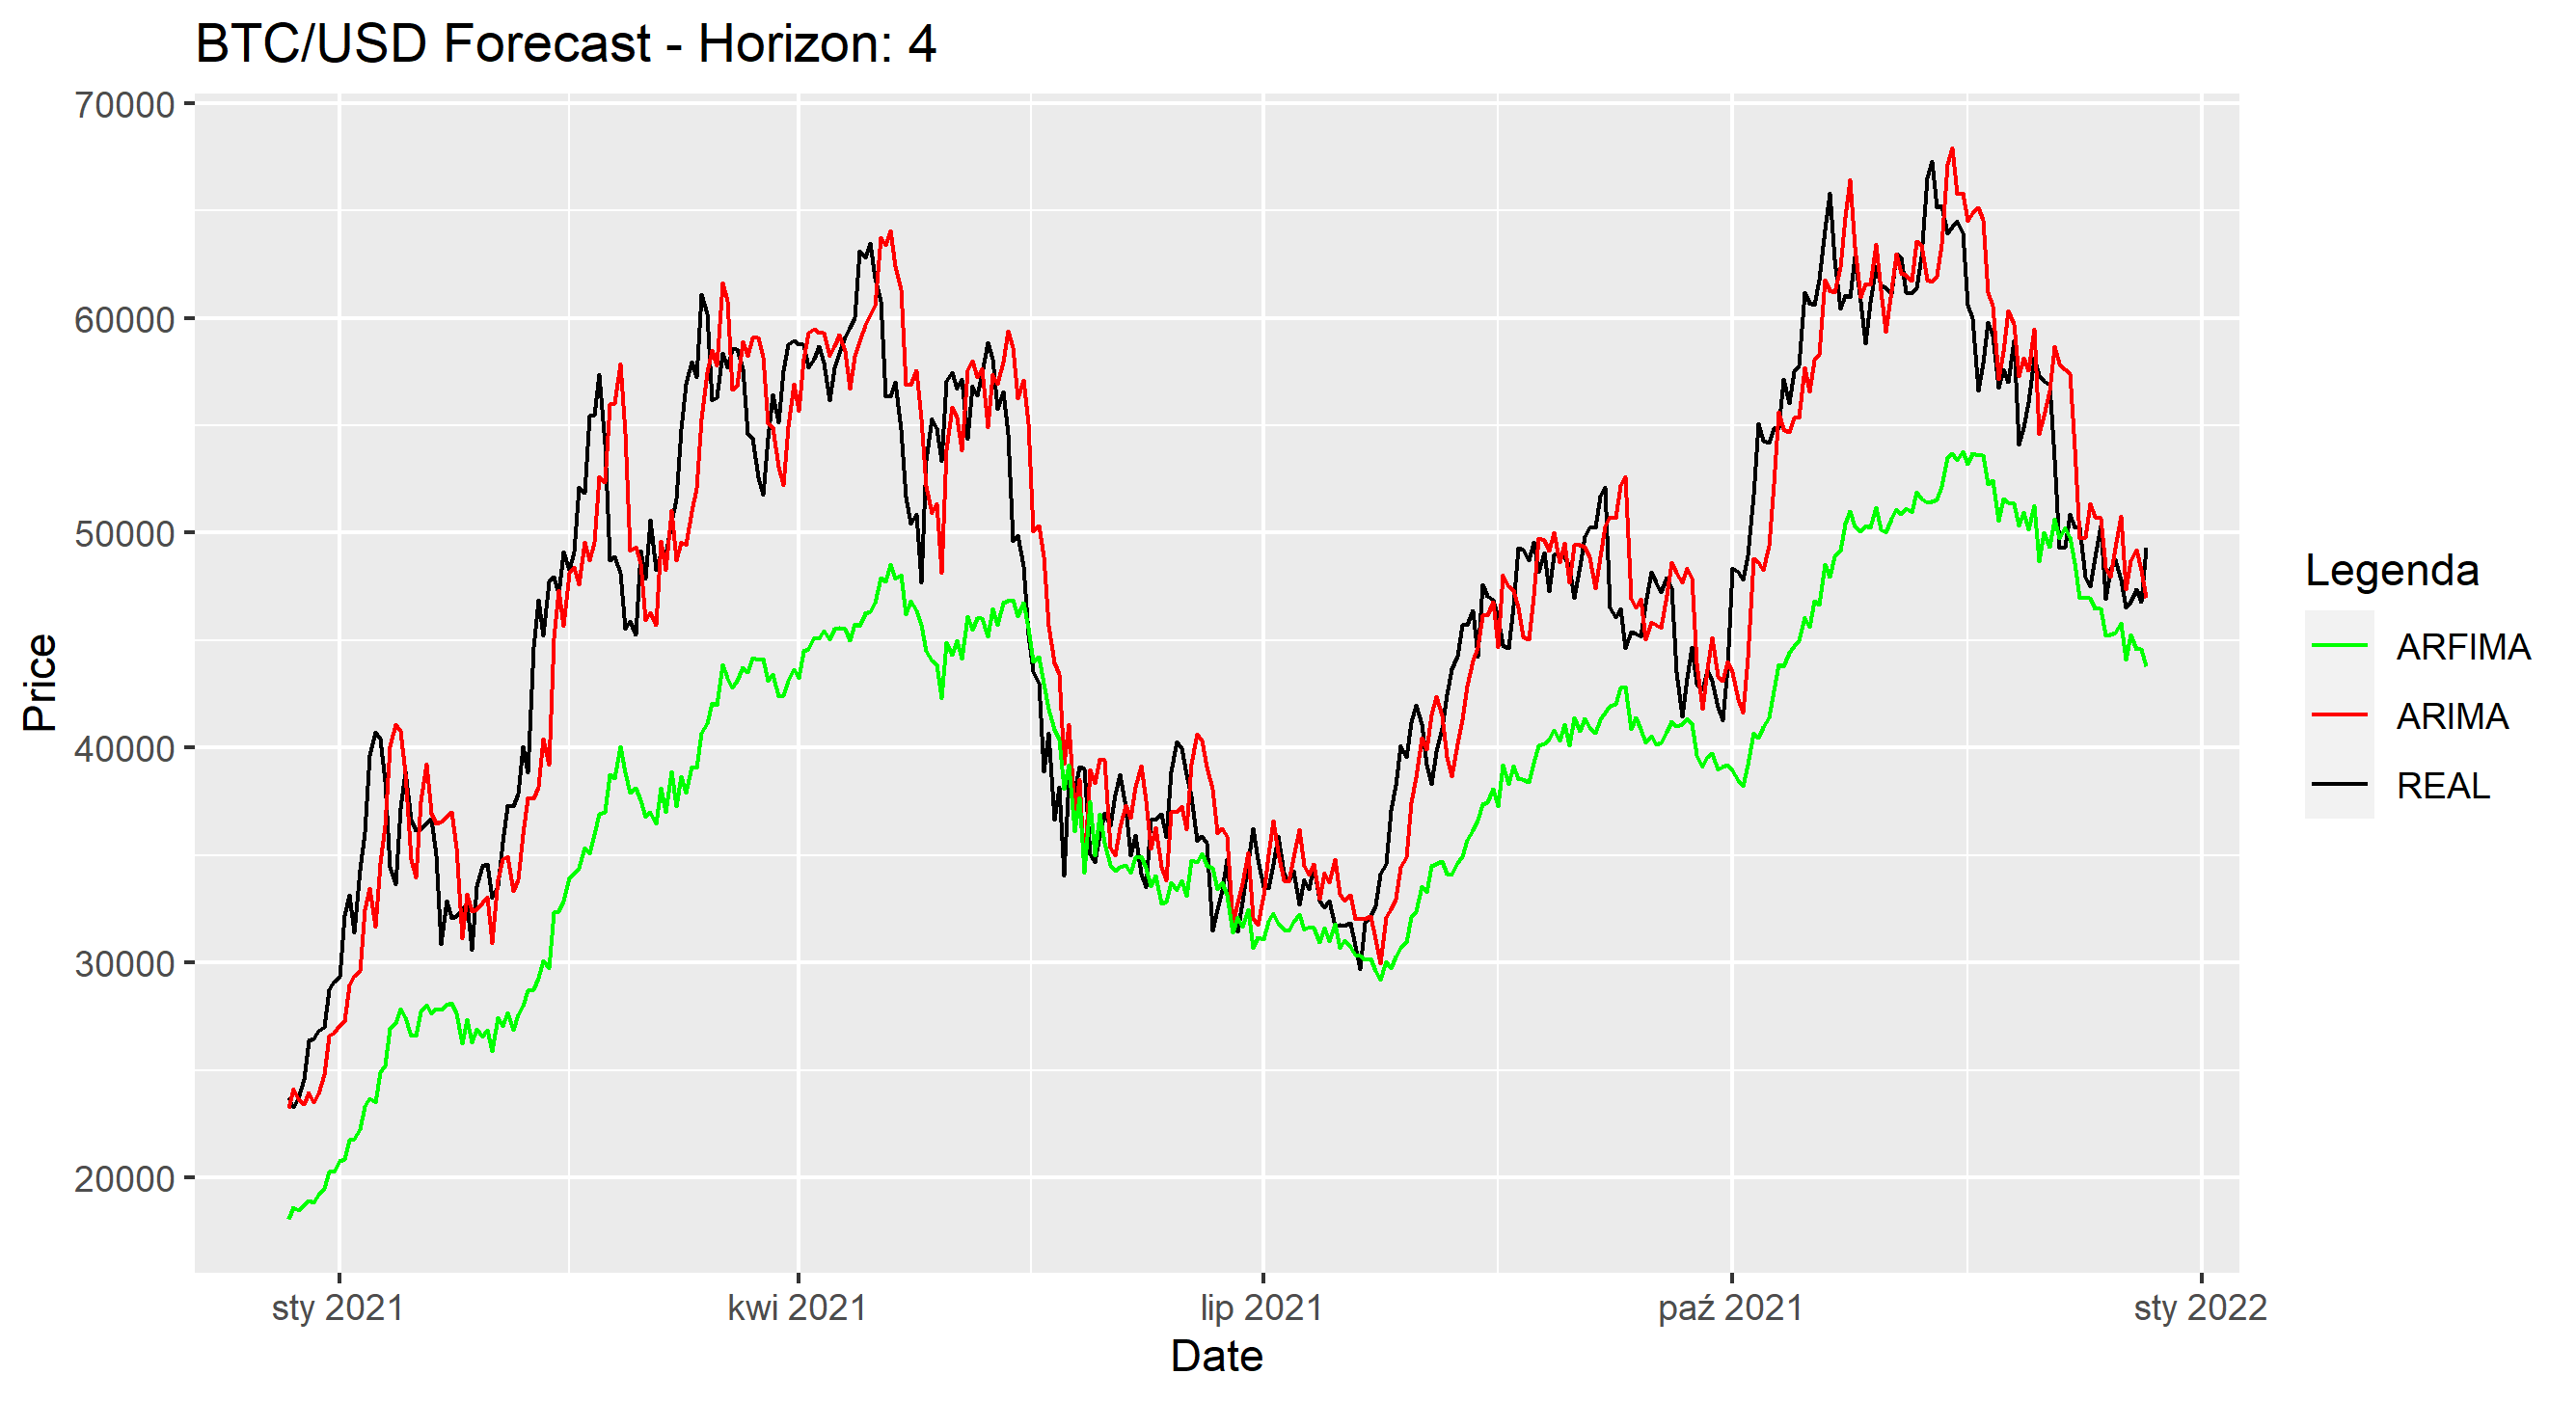 BTC/USD Forecast - Horizon: 4
70000
60000
50000
40000
30000
20000
Price
sty 2021
kwi 2021
lip 2021
paź 2021
sty 2022
Date
Legenda
ARFIMA
ARIMA
REAL